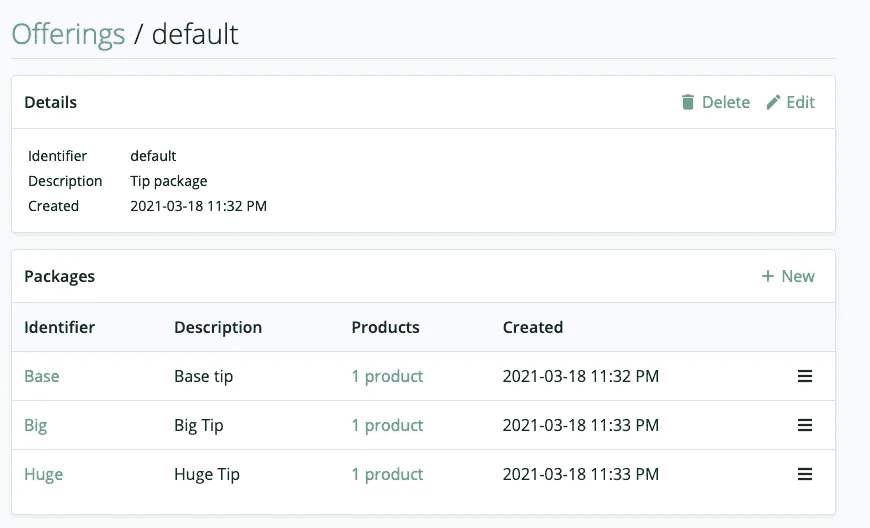 Offerings / default
Details Delete Edit
Identifier default
Description Tip package
Created 2021-03-18 11:32 PM
Packages + New
Identifier Description Products Created
Base Base tip 1 product 2021-03-18 11:32 PM
Big Big Tip 1 product 2021-03-18 11:33 PM
Huge Huge Tip 1 product 2021-03-18 11:33 PM